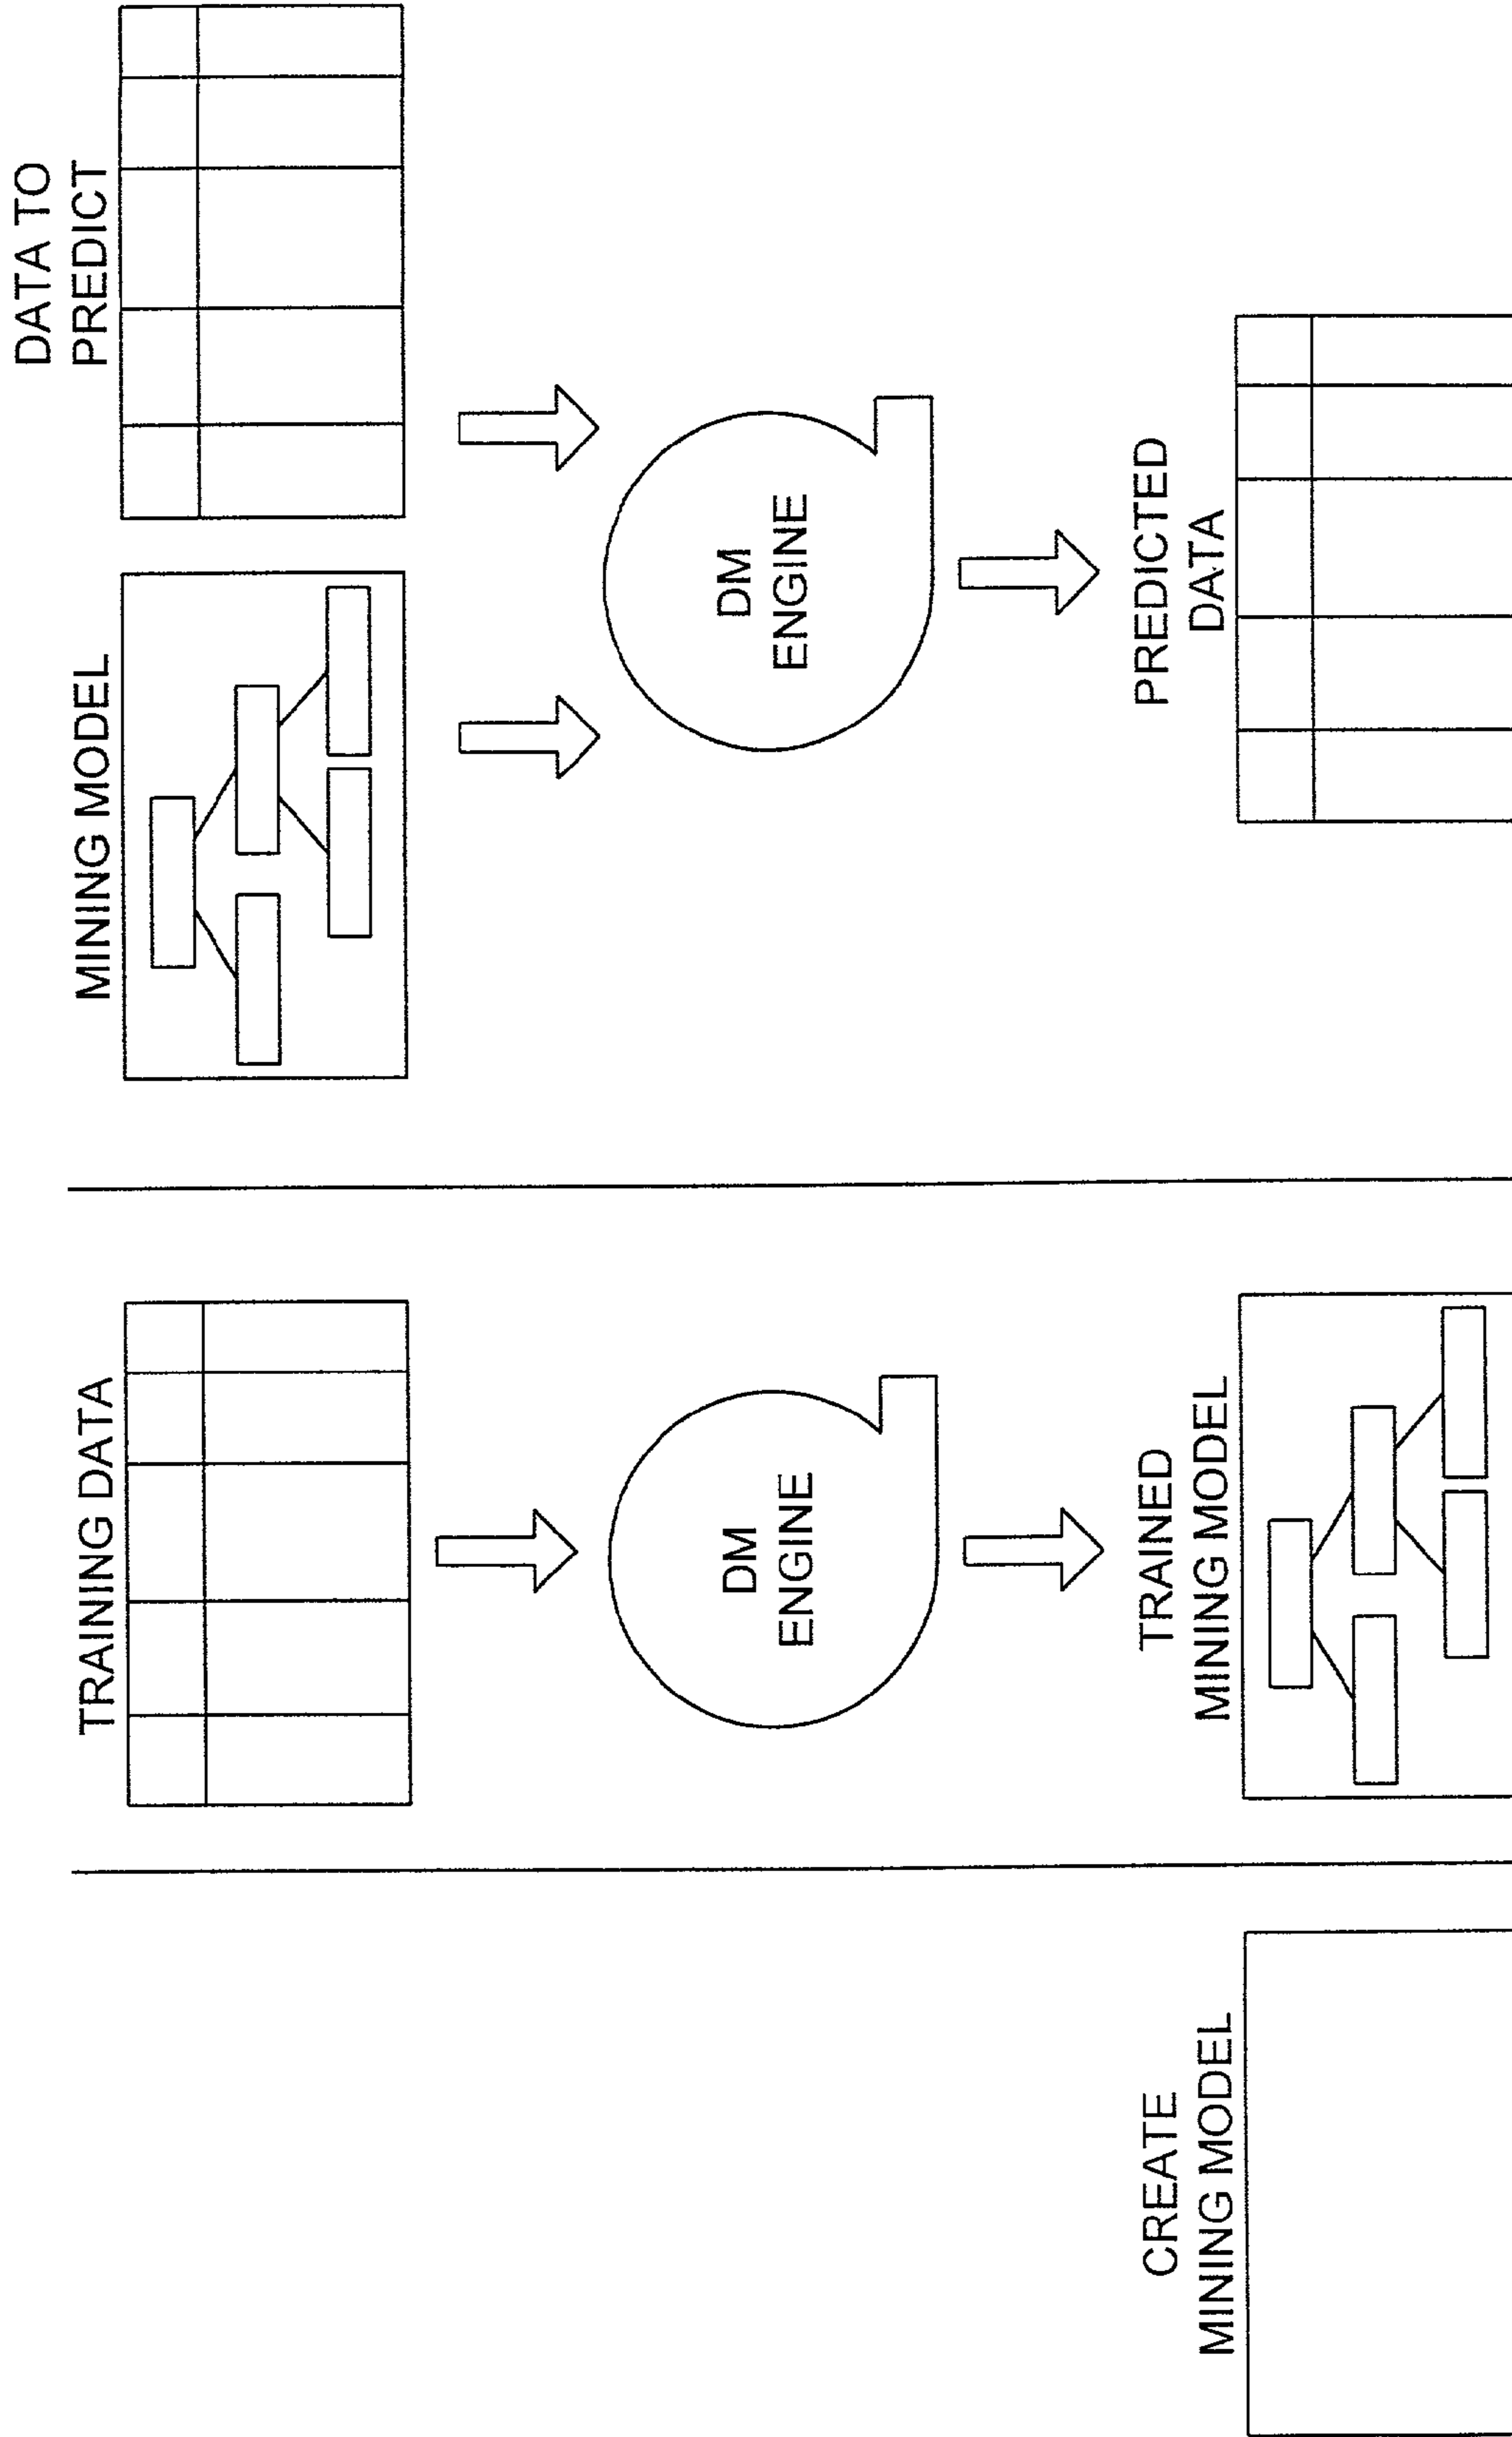 CREATE
MINING MODEL
TRAINING DATA
DM
ENGINE
TRAINED
MINING MODEL
MINING MODEL
DATA TO
PREDICT
DM
ENGINE
PREDICTED
DATA